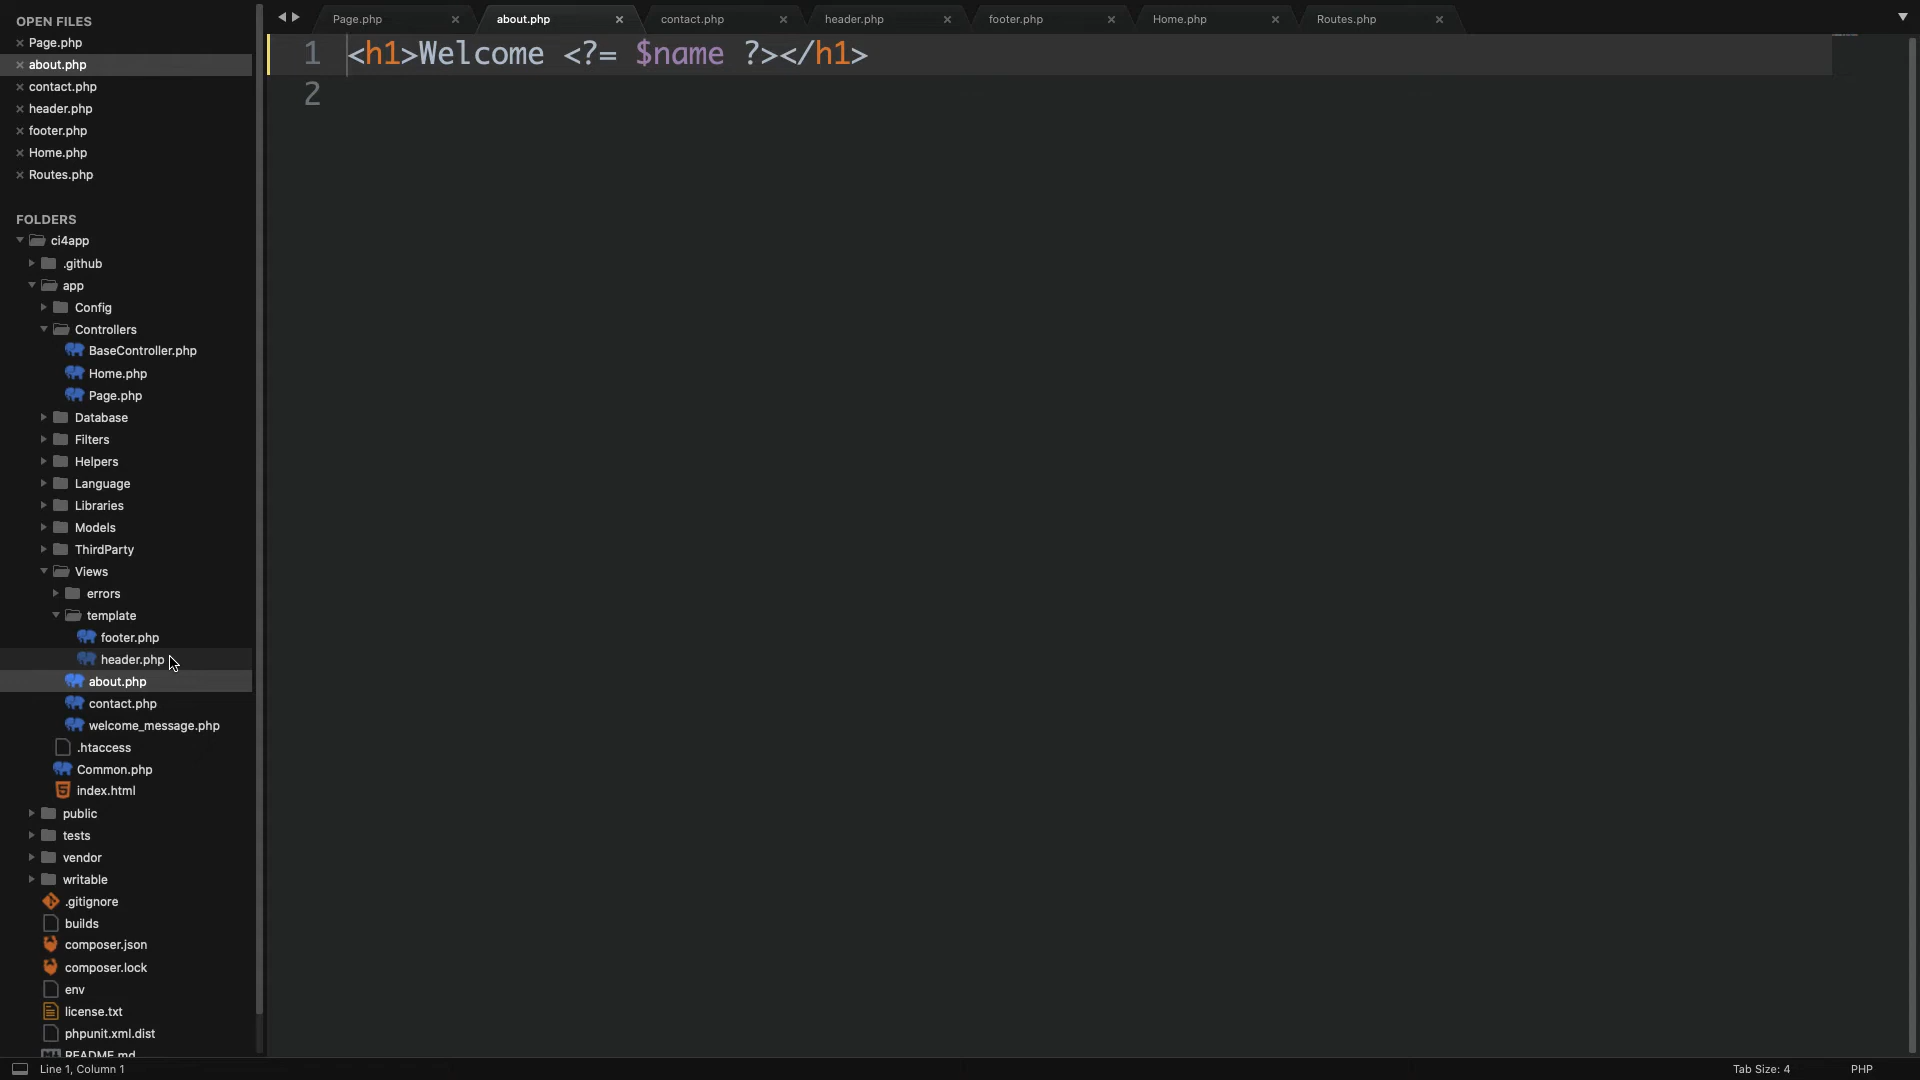 OPEN FILES
Page.php
about.php
contact.php
header.php
footer.php
Home.php
Routes.php
FOLDERS
ci4app
.github
app
Config
Controllers
BaseController.php
Home.php
Page.php
Database
Filters
Helpers
Language
Libraries
Models
ThirdParty
Views
errors
template
footer.php
header.php
about.php
contact.php
welcome_message.php
.htaccess
Common.php
index.html
public
tests
vendor
writable
.gitignore
builds
composer.json
composer.lock
env
license.txt
phpunit.xml.dist
README.md
Page.php about.php contact.php header.php footer.php Home.php Routes.php
1 <h1>Welcome <?= $name ?></h1>
2
Line 1, Column 1 Tab Size: 4 PHP